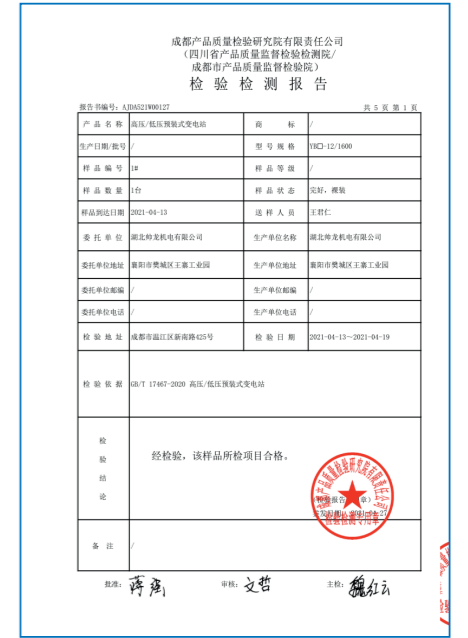 成都产品质量检验研究院有限责任公司
（四川省产品质量监督检验检测院/
成都市产品质量监督检验院）
检 验 检 测 报 告
报告书编号: AJDA521W00127 共 5 页 第 1 页
产 品 名 称 高压/低压预装式变电站 商 标 /
生产日期/批号 / 型 号 规 格 YB□-12/1600
样 品 编 号 1# 样 品 等 级 /
样 品 数 量 1台 样 品 状 态 完好，裸装
样品到达日期 2021-04-13 送 样 人 员 王君仁
委 托 单 位 湖北帅龙机电有限公司 生产单位名称 湖北帅龙机电有限公司
委托单位地址 襄阳市樊城区王寨工业园 生产单位地址 襄阳市樊城区王寨工业园
委托单位邮编 / 生产单位邮编 /
委托单位电话 / 生产单位电话 /
检 验 地 址 成都市温江区新南路425号 检 验 日 期 2021-04-13～2021-04-19
检 验 依 据 GB/T 17467-2020 高压/低压预装式变电站
检
验
结
论
经检验，该样品所检项目合格。
检验检测专用章
备 注 /
批准: 审核: 文哲 主检: 魏红云